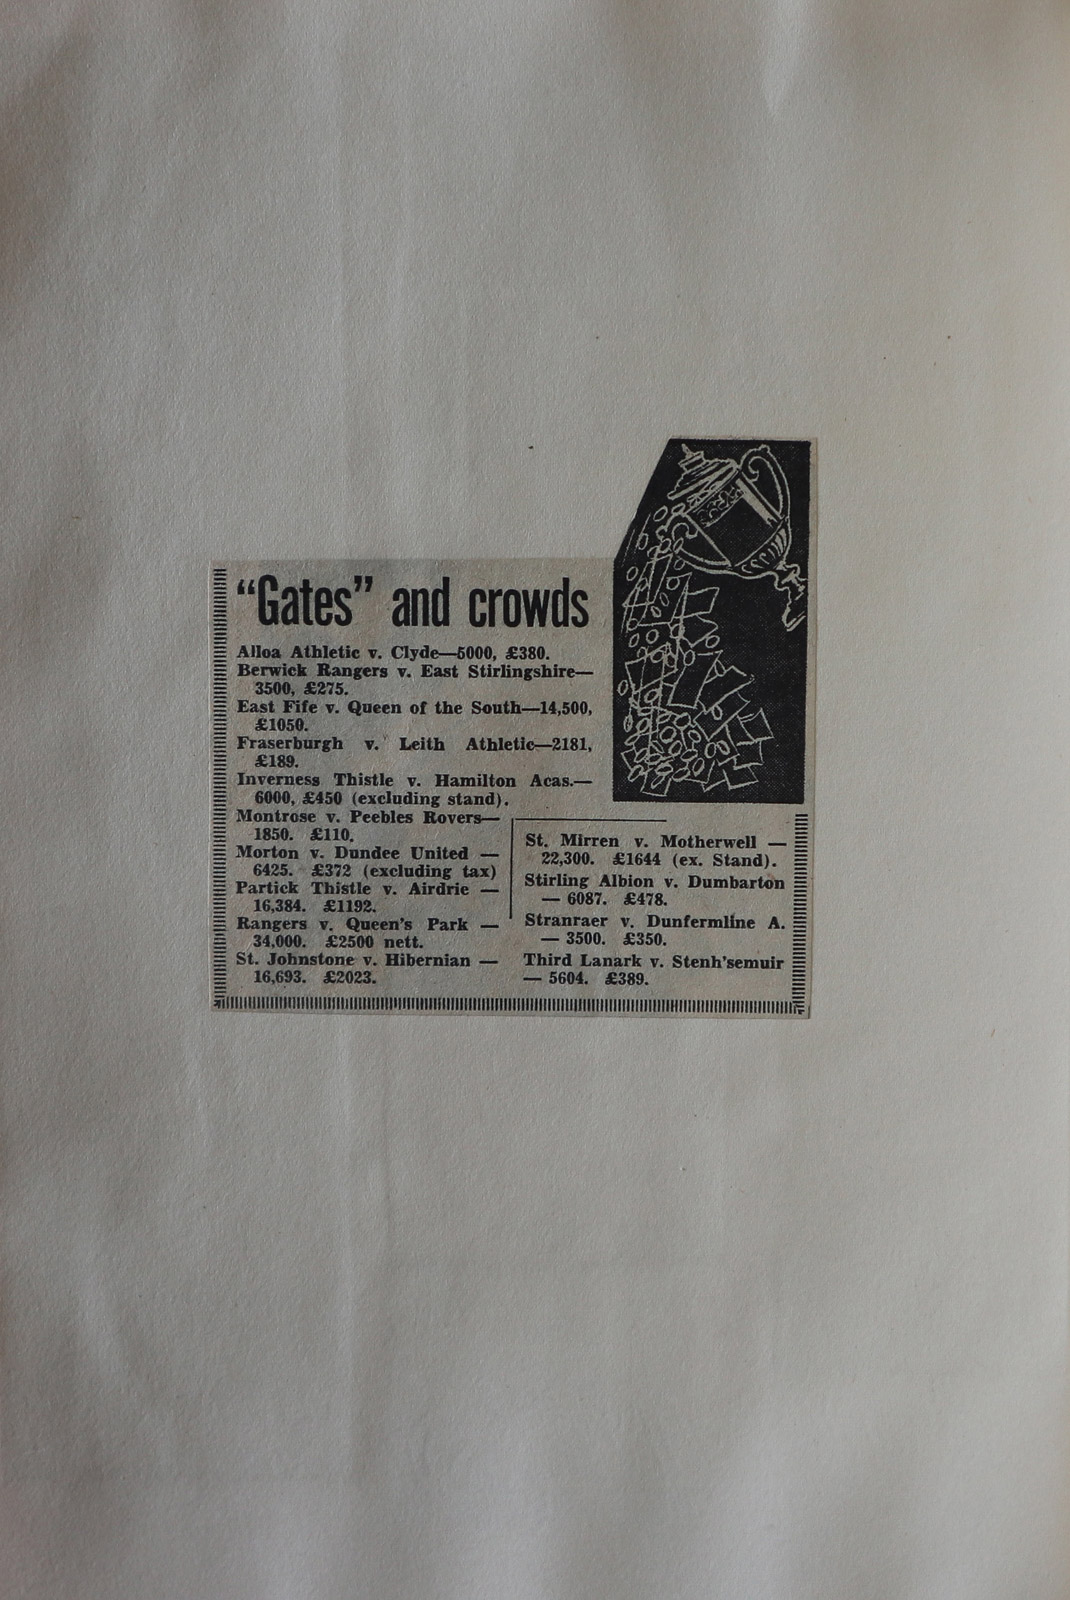 "Gates" and crowds
Alloa Athletic v. Clyde—5000, £380.
Berwick Rangers v. East Stirlingshire—
3500, £275.
East Fife v. Queen of the South—14,500,
£1050.
Fraserburgh v. Leith Athletic—2181,
£189.
Inverness Thistle v. Hamilton Acas.—
6000, £450 (excluding stand).
Montrose v. Peebles Rovers—
1850. £110.
Morton v. Dundee United —
6425. £372 (excluding tax)
Partick Thistle v. Airdrie —
16,384. £1192.
Rangers v. Queen's Park —
34,000. £2500 nett.
St. Johnstone v. Hibernian —
16,693. £2023.
St. Mirren v. Motherwell —
22,300. £1644 (ex. Stand).
Stirling Albion v. Dumbarton
— 6087. £478.
Stranraer v. Dunfermline A.
— 3500. £350.
Third Lanark v. Stenh'semuir
— 5604. £389.